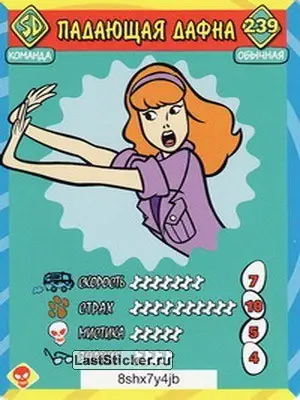 SD ПАДАЮЩАЯ ДАФНА 239
КОМАНДА ОБЫЧНАЯ
СКОРОСТЬ 7
СТРАХ 10
МИСТИКА 5
4
LastSticker.ru
8shx7y4jb